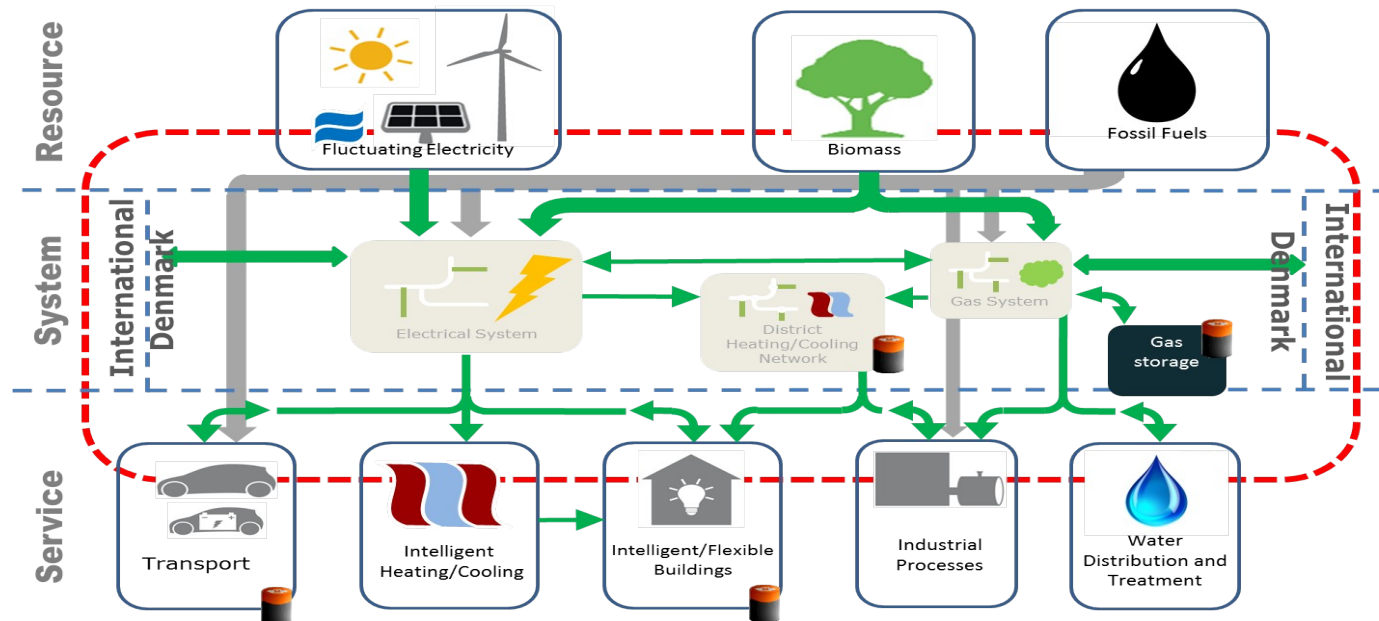 Resource
Fluctuating Electricity
Biomass
Fossil Fuels
System
International
Denmark
Electrical System
District
Heating/Cooling
Network
Gas System
Gas
storage
Denmark
International
Service
Transport
Intelligent
Heating/Cooling
Intelligent/Flexible
Buildings
Industrial
Processes
Water
Distribution and
Treatment